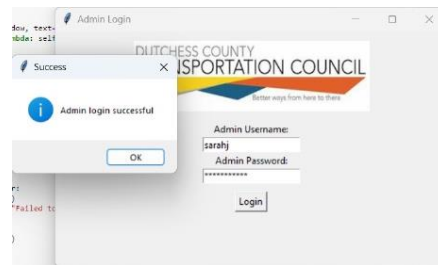 dow, text=
mbda: self
Admin Login
DUTCHESS COUNTY
NSPORTATION COUNCIL
Better ways from here to there
Success
Admin login successful
OK
Admin Username:
sarahj
Admin Password:
***********
Login
r:
)
"Failed to
)